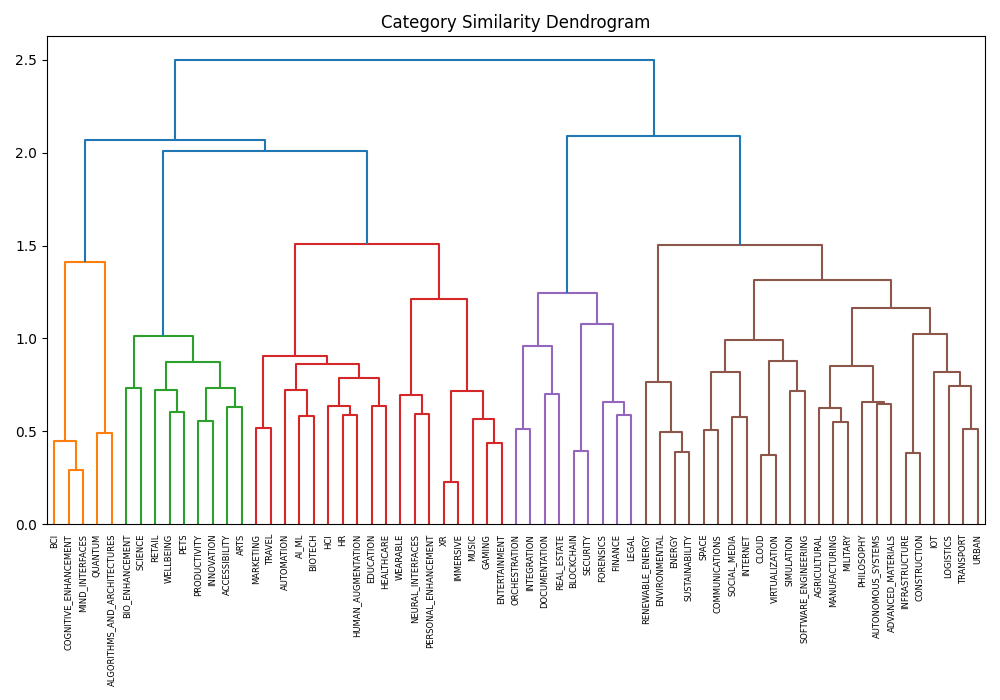 Category Similarity Dendrogram
2.5
2.0
1.5
1.0
0.5
0.0
BCI
COGNITIVE_ENHANCEMENT
MIND_INTERFACES
QUANTUM
ALGORITHMS_AND_ARCHITECTURES
BIO_ENHANCEMENT
SCIENCE
RETAIL
WELLBEING
PETS
PRODUCTIVITY
INNOVATION
ACCESSIBILITY
ARTS
MARKETING
TRAVEL
AUTOMATION
AI_ML
BIOTECH
HCI
HR
HUMAN_AUGMENTATION
EDUCATION
HEALTHCARE
WEARABLE
NEURAL_INTERFACES
PERSONAL_ENHANCEMENT
XR
IMMERSIVE
MUSIC
GAMING
ENTERTAINMENT
ORCHESTRATION
INTEGRATION
DOCUMENTATION
REAL_ESTATE
BLOCKCHAIN
SECURITY
FORENSICS
FINANCE
LEGAL
RENEWABLE_ENERGY
ENVIRONMENTAL
ENERGY
SUSTAINABILITY
SPACE
COMMUNICATIONS
SOCIAL_MEDIA
INTERNET
CLOUD
VIRTUALIZATION
SIMULATION
SOFTWARE_ENGINEERING
AGRICULTURAL
MANUFACTURING
MILITARY
PHILOSOPHY
AUTONOMOUS_SYSTEMS
ADVANCED_MATERIALS
INFRASTRUCTURE
CONSTRUCTION
IOT
LOGISTICS
TRANSPORT
URBAN